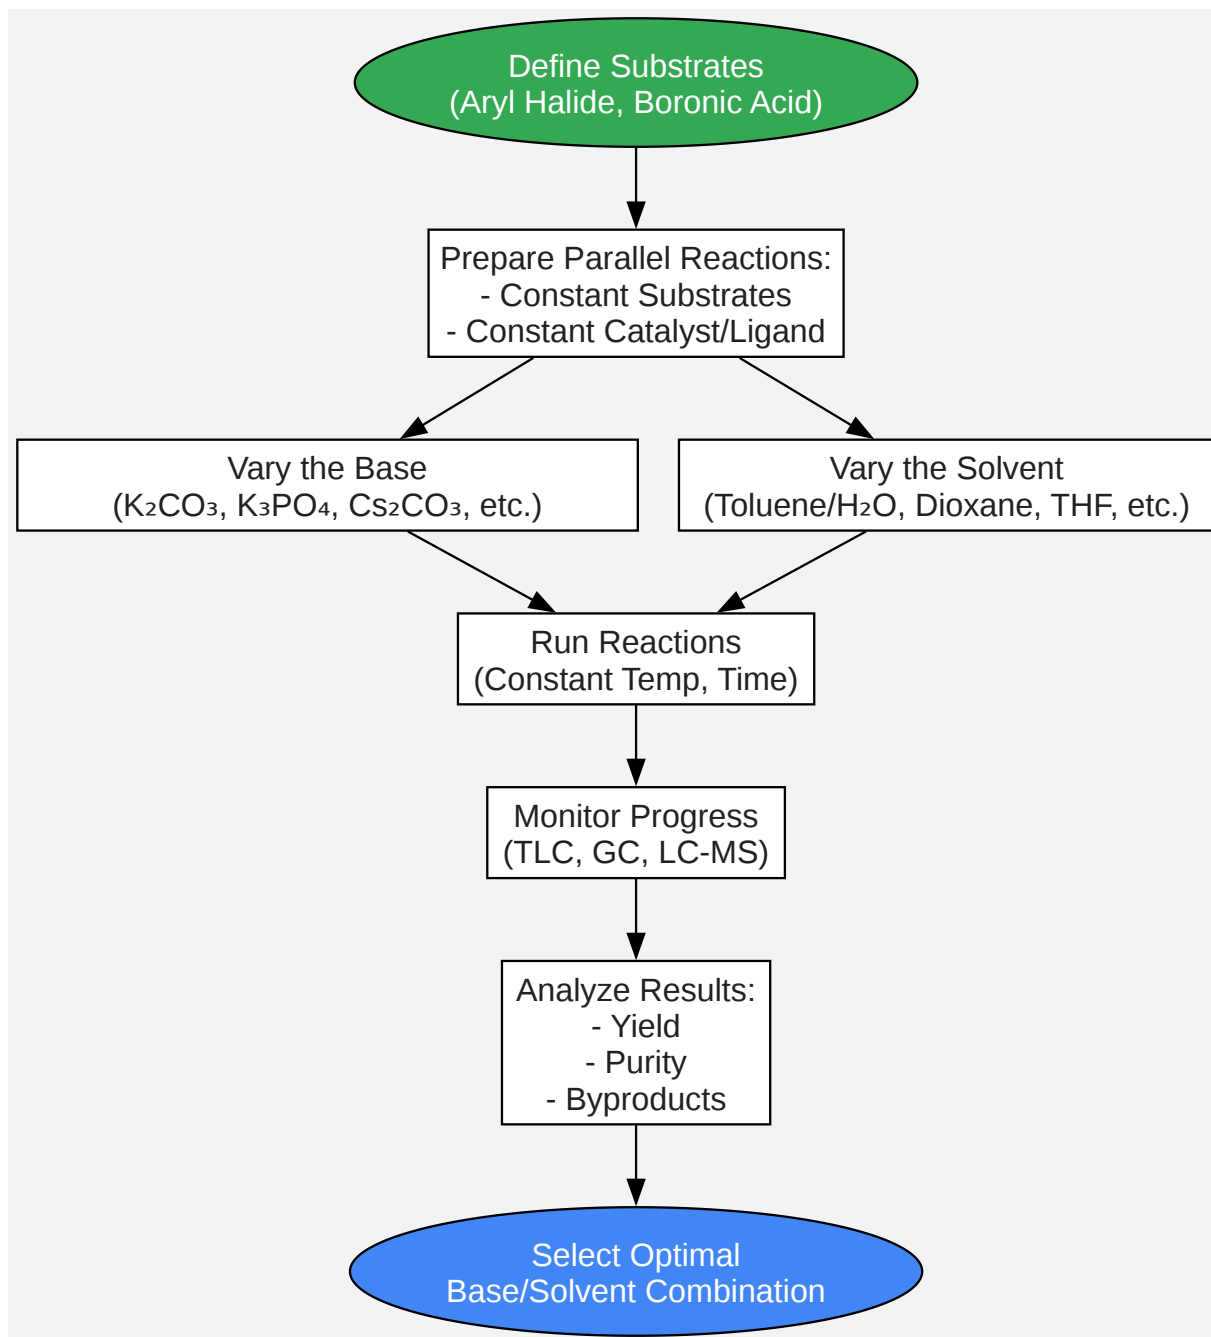 Define Substrates
(Aryl Halide, Boronic Acid)
Prepare Parallel Reactions:
- Constant Substrates
- Constant Catalyst/Ligand
Vary the Base
(K₂CO₃, K₃PO₄, Cs₂CO₃, etc.)
Vary the Solvent
(Toluene/H₂O, Dioxane, THF, etc.)
Run Reactions
(Constant Temp, Time)
Monitor Progress
(TLC, GC, LC-MS)
Analyze Results:
- Yield
- Purity
- Byproducts
Select Optimal
Base/Solvent Combination